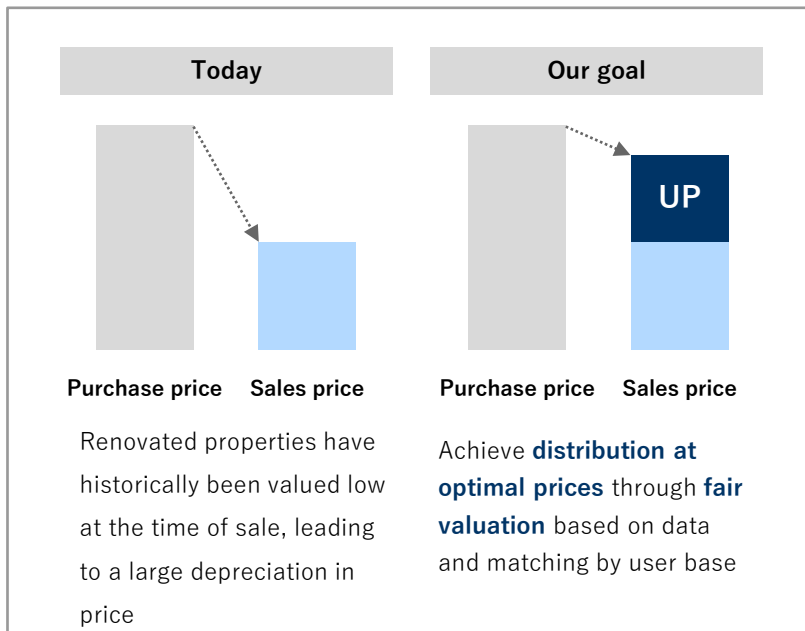 Today
Purchase price
Sales price
Renovated properties have
historically been valued low
at the time of sale, leading
to a large depreciation in
price
Our goal
UP
Purchase price
Sales price
Achieve distribution at
optimal prices through fair
valuation based on data
and matching by user base